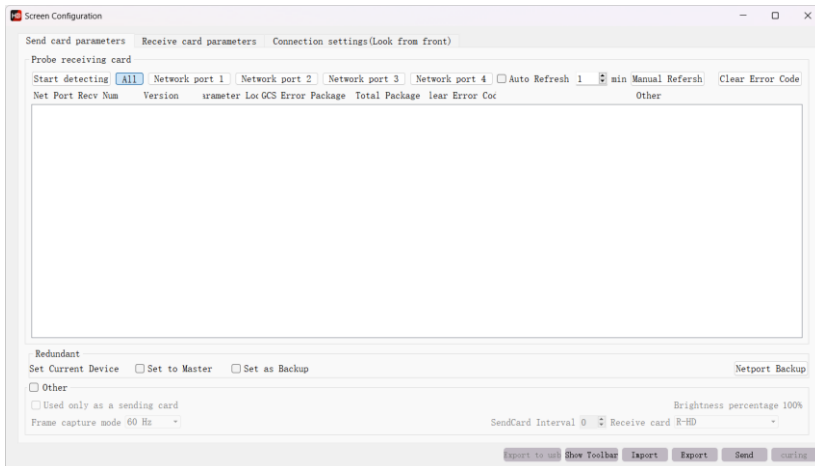 Screen Configuration
Send card parameters Receive card parameters Connection settings(Look from front)
Probe receiving card
Start detecting All Network port 1 Network port 2 Network port 3 Network port 4 Auto Refresh 1 min Manual Refersh Clear Error Code
Net Port Recv Num Version arameter Loc GCS Error Package Total Package lear Error Cod Other
Redundant
Set Current Device Set to Master Set as Backup Netport Backup
Other
Used only as a sending card Brightness percentage 100%
Frame capture mode 60 Hz SendCard Interval 0 Receive card R-HD
Export to usb Show Toolbar Import Export Send curing